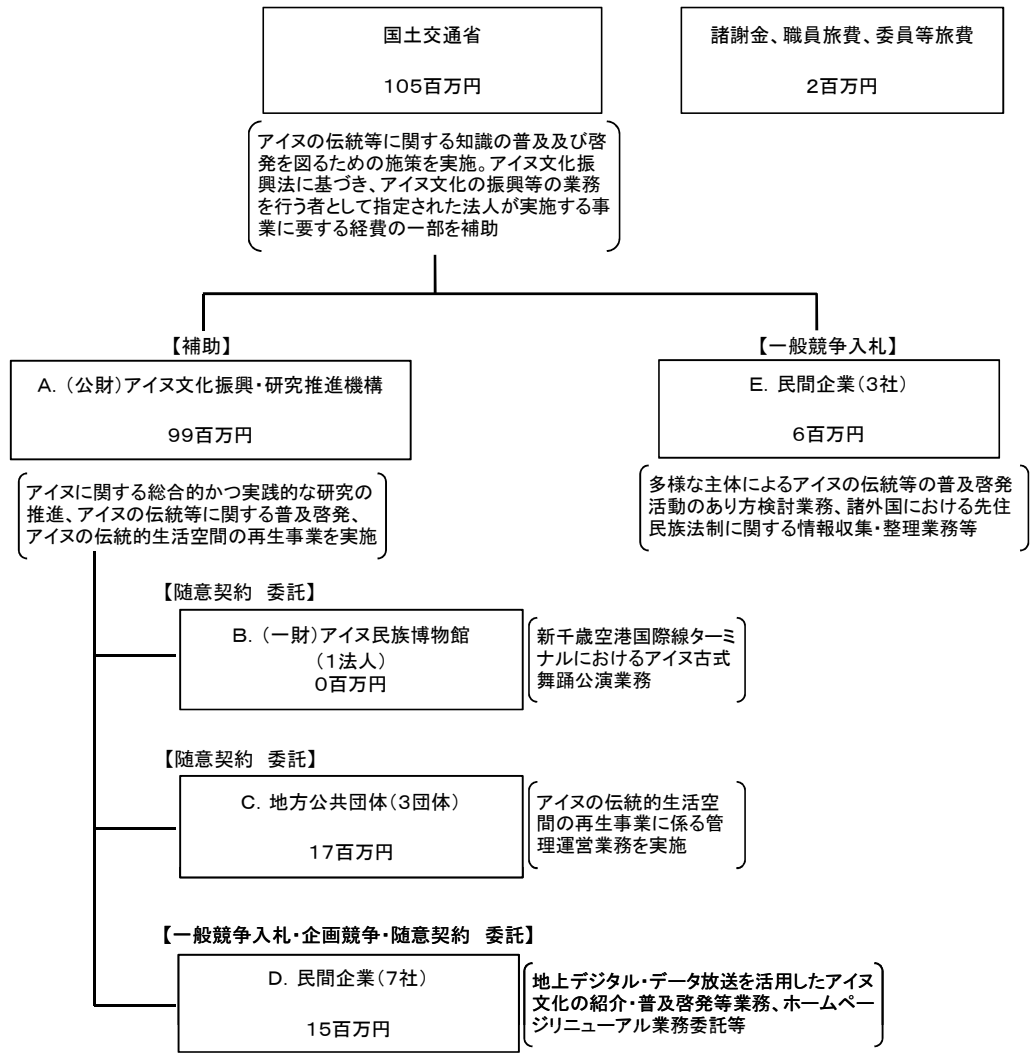 国土交通省
105百万円
諸謝金、職員旅費、委員等旅費
2百万円
アイヌの伝統等に関する知識の普及及び啓
発を図るための施策を実施。アイヌ文化振
興法に基づき、アイヌ文化の振興等の業務
を行う者として指定された法人が実施する事
業に要する経費の一部を補助
【補助】
A.（公財）アイヌ文化振興・研究推進機構
99百万円
アイヌに関する総合的かつ実践的な研究の
推進、アイヌの伝統等に関する普及啓発、
アイヌの伝統的生活空間の再生事業を実施
【一般競争入札】
E. 民間企業（3社）
6百万円
多様な主体によるアイヌの伝統等の普及啓発
活動のあり方検討業務、諸外国における先住
民族法制に関する情報収集・整理業務等
【随意契約 委託】
B.（一財）アイヌ民族博物館
（1法人）
0百万円
新千歳空港国際線ターミ
ナルにおけるアイヌ古式
舞踊公演業務
【随意契約 委託】
C. 地方公共団体（3団体）
17百万円
アイヌの伝統的生活空
間の再生事業に係る管
理運営業務を実施
【一般競争入札・企画競争・随意契約 委託】
D. 民間企業（7社）
15百万円
地上デジタル・データ放送を活用したアイヌ
文化の紹介・普及啓発等業務、ホームペー
ジリニューアル業務委託等